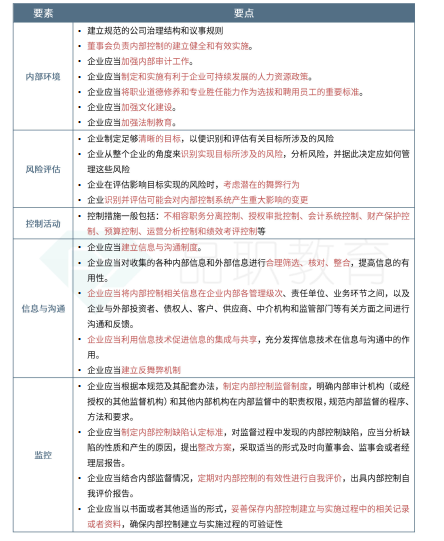 要素 要点
内部环境
• 建立规范的公司治理结构和议事规则
• 董事会负责内部控制的建立健全和有效实施。
• 企业应当加强内部审计工作。
• 企业应当制定和实施有利于企业可持续发展的人力资源政策。
• 企业应当将职业道德修养和专业胜任能力作为选拔和聘用员工的重要标准。
• 企业应当加强文化建设。
• 企业应当加强法制教育。
风险评估
• 企业制定足够清晰的目标，以便识别和评估有关目标所涉及的风险
• 企业从整个企业的角度来识别实现目标所涉及的风险，分析风险，并据此决定应如何管
理这些风险
• 企业在评估影响目标实现的风险时，考虑潜在的舞弊行为
• 企业识别并评估可能会对内部控制系统产生重大影响的变更
控制活动
• 控制措施一般包括：不相容职务分离控制、授权审批控制、会计系统控制、财产保护控
制、预算控制、运营分析控制和绩效考评控制等
信息与沟通
• 企业应当建立信息与沟通制度。
• 企业应当对收集的各种内部信息和外部信息进行合理筛选、核对、整合，提高信息的有
用性。
• 企业应当将内部控制相关信息在企业内部各管理级次、责任单位、业务环节之间，以及
企业与外部投资者、债权人、客户、供应商、中介机构和监管部门等有关方面之间进行
沟通和反馈。
• 企业应当利用信息技术促进信息的集成与共享，充分发挥信息技术在信息与沟通中的作
用。
• 企业应当建立反舞弊机制
监控
• 企业应当根据本规范及其配套办法，制定内部控制监督制度，明确内部审计机构（或经
授权的其他监督机构）和其他内部机构在内部监督中的职责权限，规范内部监督的程序、
方法和要求。
• 企业应当制定内部控制缺陷认定标准，对监督过程中发现的内部控制缺陷，应当分析缺
陷的性质和产生的原因，提出整改方案，采取适当的形式及时向董事会、监事会或者经
理层报告。
• 企业应当结合内部监督情况，定期对内部控制的有效性进行自我评价，出具内部控制自
我评价报告。
• 企业应当以书面或者其他适当的形式，妥善保存内部控制建立与实施过程中的相关记录
或者资料，确保内部控制建立与实施过程的可验证性
品职教育